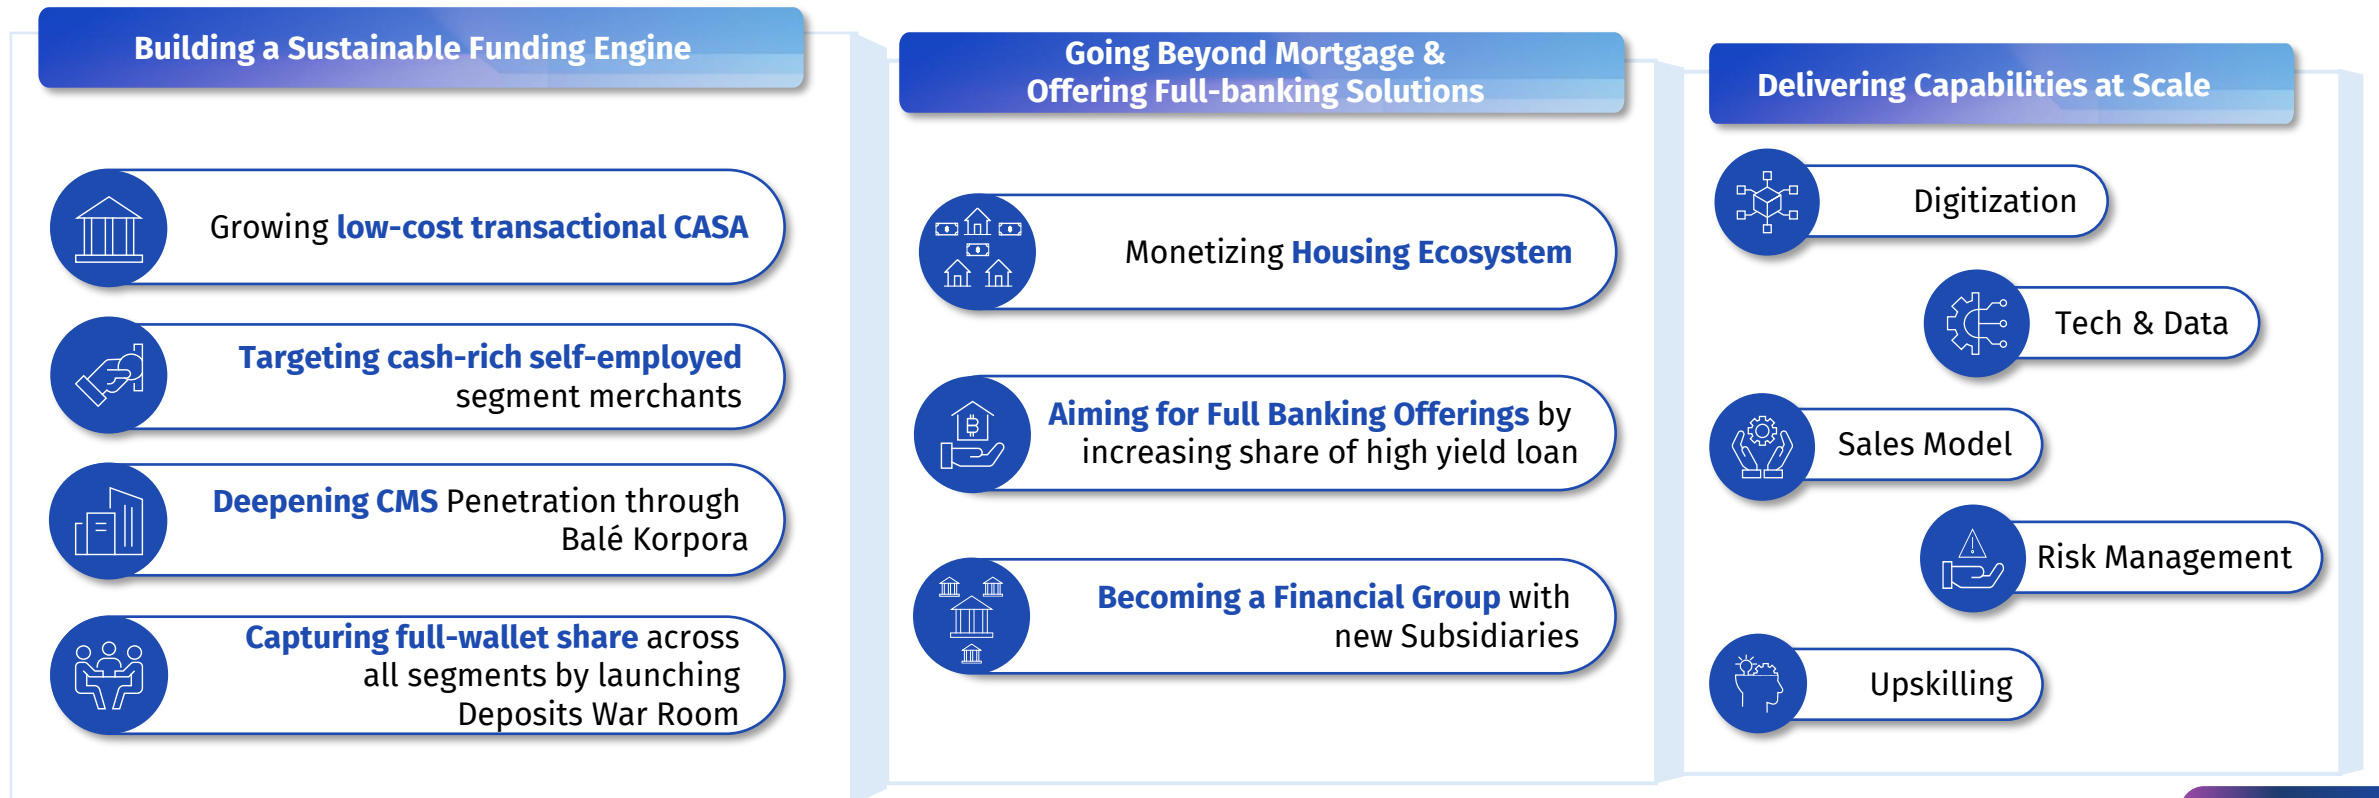 Building a Sustainable Funding Engine
Growing low-cost transactional CASA
Targeting cash-rich self-employed
segment merchants
Deepening CMS Penetration through
Balé Korpora
Capturing full-wallet share across
all segments by launching
Deposits War Room
Going Beyond Mortgage &
Offering Full-banking Solutions
Monetizing Housing Ecosystem
Aiming for Full Banking Offerings by
increasing share of high yield loan
Becoming a Financial Group with
new Subsidiaries
Delivering Capabilities at Scale
Digitization
Tech & Data
Sales Model
Risk Management
Upskilling